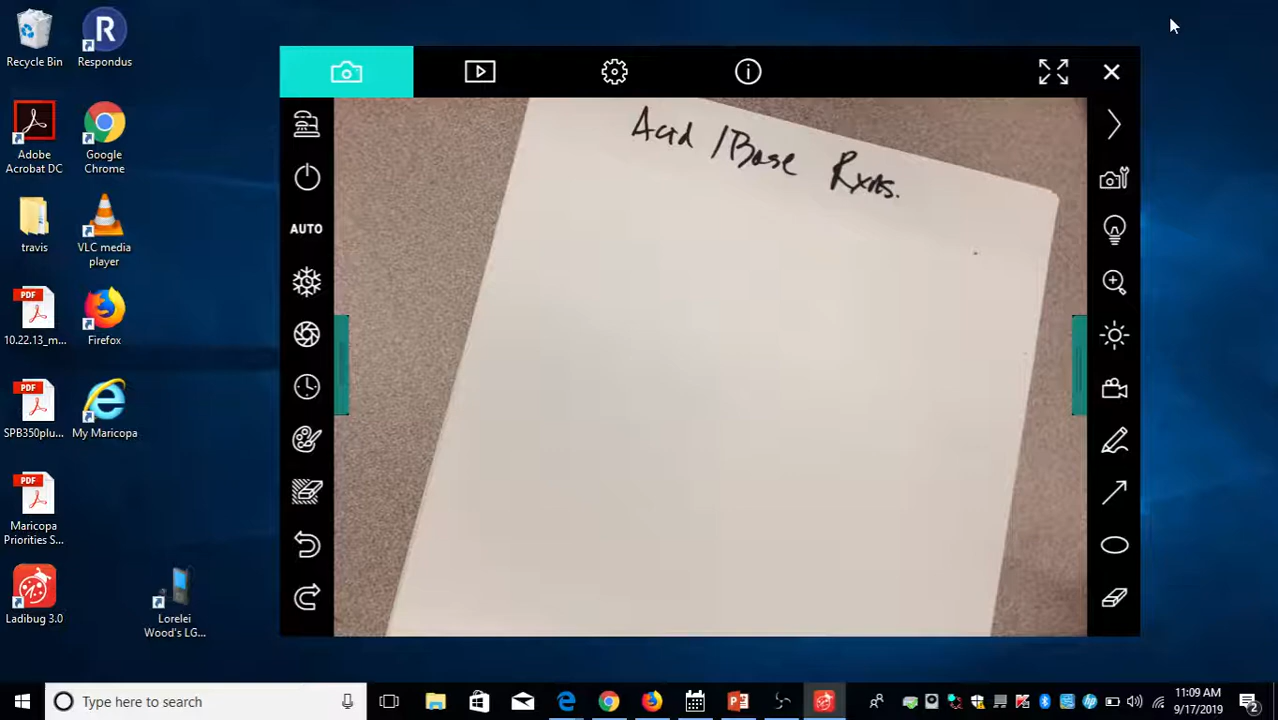 Recycle Bin
Respondus
Adobe
Acrobat DC
Google
Chrome
travis
VLC media
player
10.22.13_m...
Firefox
SPB350plu...
My Maricopa
Maricopa
Priorities S...
Ladibug 3.0
Lorelei
Wood's LG...
AUTO
Acid / Base Rxns.
Type here to search
11:09 AM
9/17/2019
2